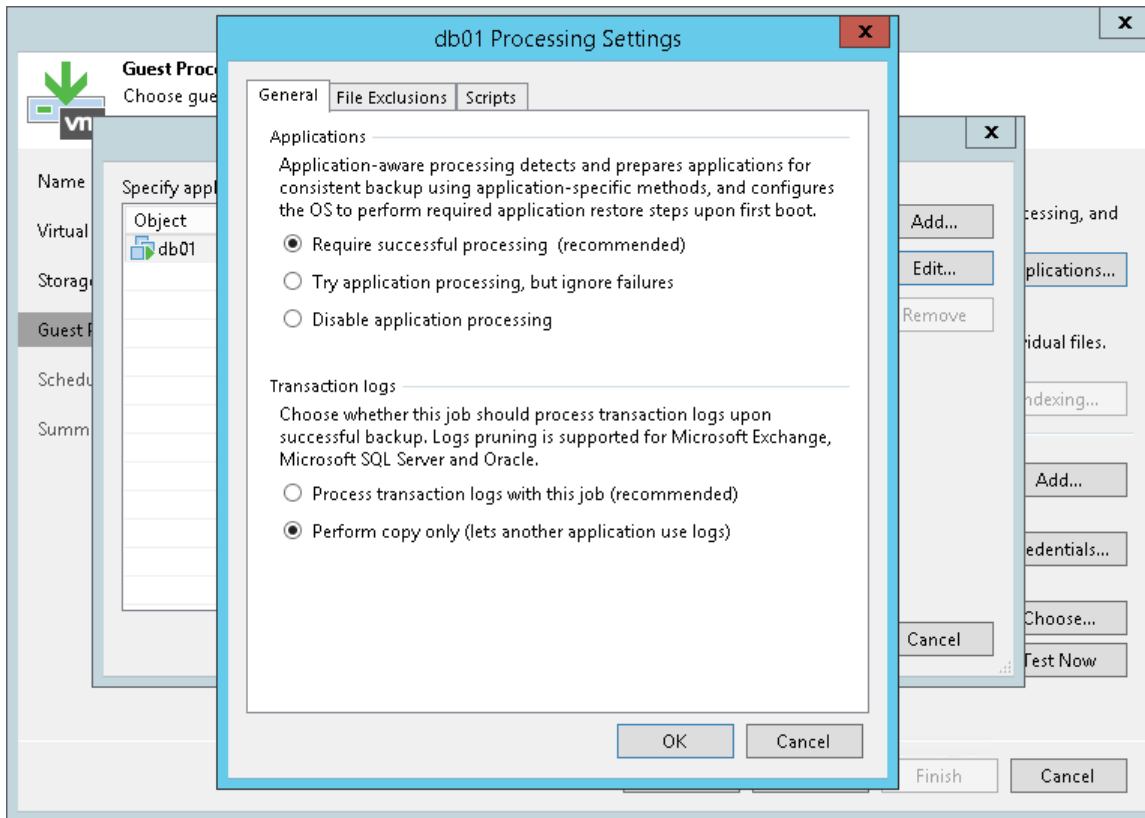 x
db01 Processing Settings
x
Guest Proc
Choose gue
vm
x
General
File Exclusions
Scripts
Applications
Application-aware processing detects and prepares applications for
consistent backup using application-specific methods, and configures
the OS to perform required application restore steps upon first boot.
Require successful processing (recommended)
Try application processing, but ignore failures
Disable application processing
Transaction logs
Choose whether this job should process transaction logs upon
successful backup. Logs pruning is supported for Microsoft Exchange,
Microsoft SQL Server and Oracle.
Process transaction logs with this job (recommended)
Perform copy only (lets another application use logs)
OK
Cancel
Name
Virtual
Storag
Guest P
Schedu
Summ
Specify appl
Object
db01
Add...
Edit...
Remove
Cancel
cessing, and
plications...
vidual files.
ndexing...
Add...
edentials...
Choose...
Test Now
Finish
Cancel